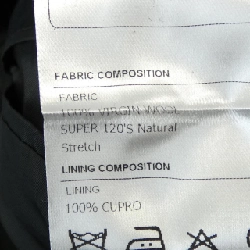 FABRIC COMPOSITION
FABRIC
100% VIRGIN WOOL
SUPER 120'S Natural
Stretch
LINING COMPOSITION
LINING
100% CUPRO